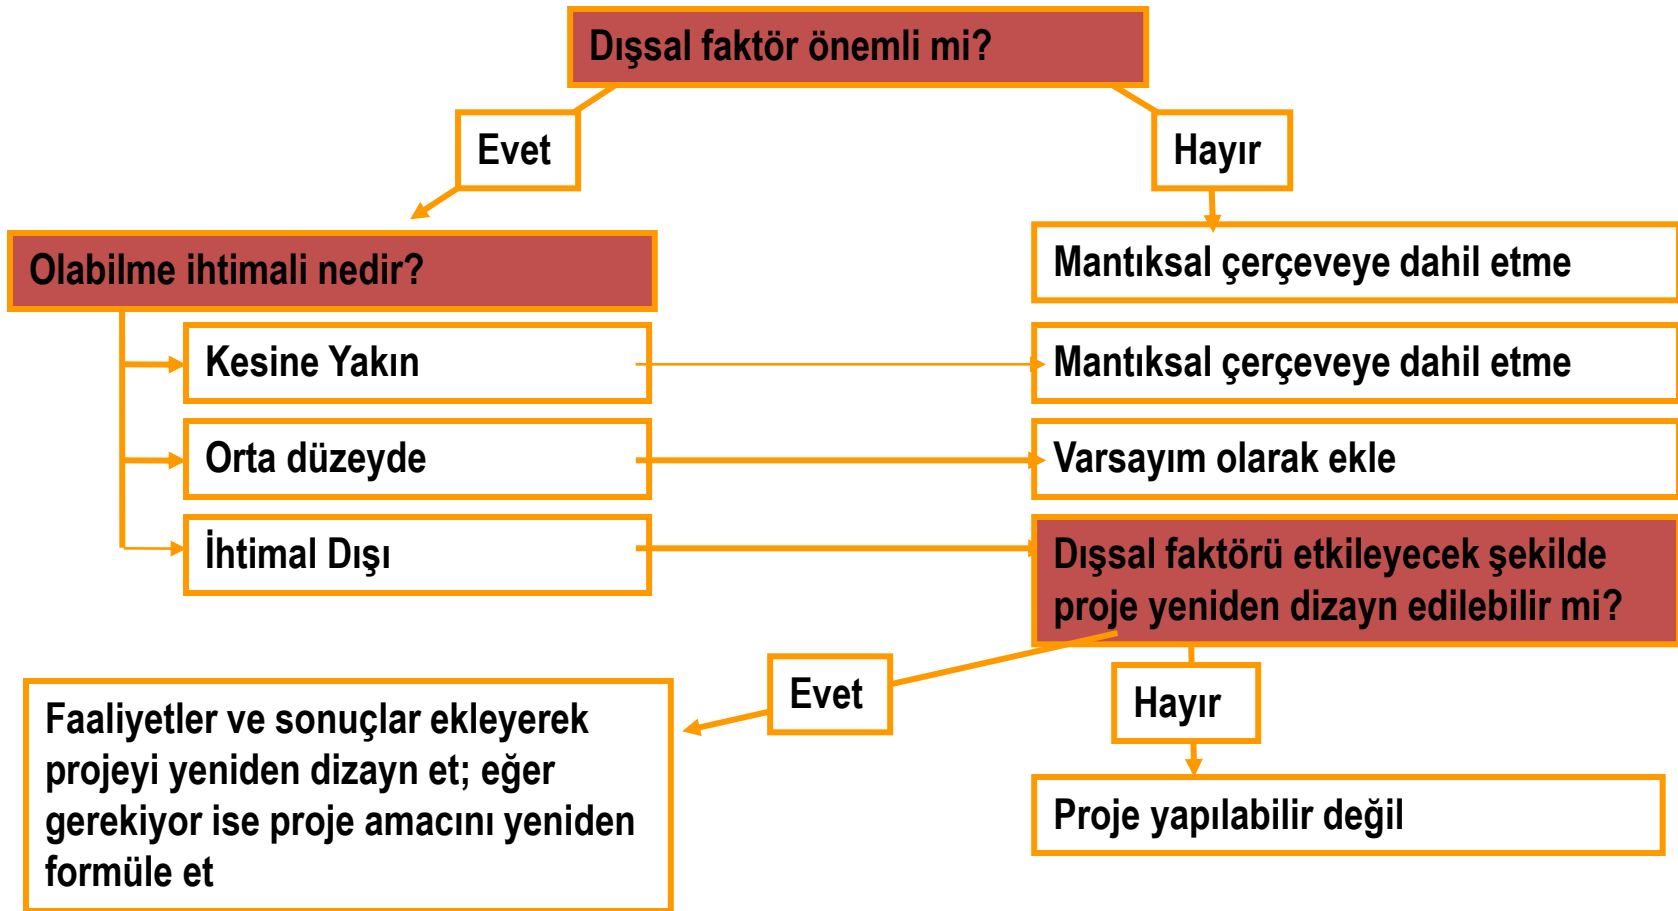 Dışsal faktör önemli mi?
Evet
Hayır
Olabilme ihtimali nedir?
Mantıksal çerçeveye dahil etme
Kesine Yakın
Mantıksal çerçeveye dahil etme
Orta düzeyde
Varsayım olarak ekle
İhtimal Dışı
Dışsal faktörü etkileyecek şekilde
proje yeniden dizayn edilebilir mi?
Evet
Hayır
Faaliyetler ve sonuçlar ekleyerek
projeyi yeniden dizayn et; eğer
gerekiyor ise proje amacını yeniden
formüle et
Proje yapılabilir değil